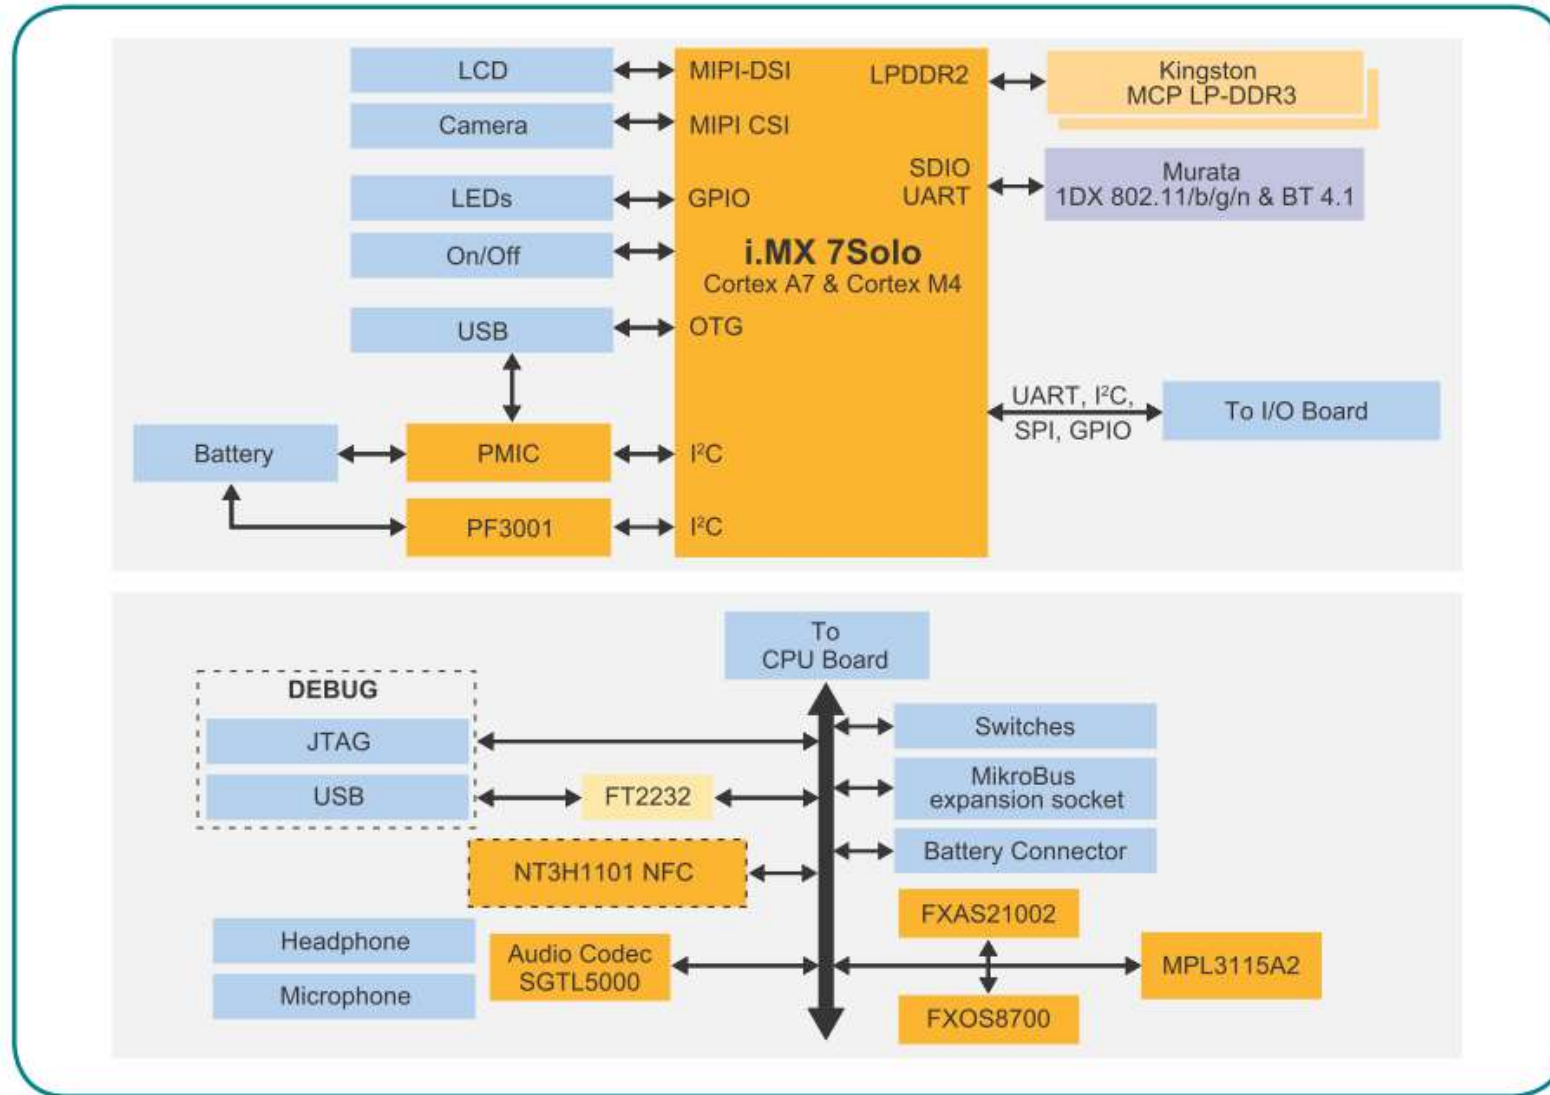 LCD
MIPI-DSI
LPDDR2
Kingston
MCP LP-DDR3
Camera
MIPI CSI
SDIO
UART
Murata
1DX 802.11/b/g/n & BT 4.1
LEDs
GPIO
On/Off
i.MX 7Solo
Cortex A7 & Cortex M4
USB
OTG
UART, I²C,
SPI, GPIO
To I/O Board
Battery
PMIC
I²C
PF3001
I²C
To
CPU Board
DEBUG
JTAG
USB
FT2232
Switches
MikroBus
expansion socket
Battery Connector
NT3H1101 NFC
FXAS21002
Headphone
Microphone
Audio Codec
SGTL5000
MPL3115A2
FXOS8700